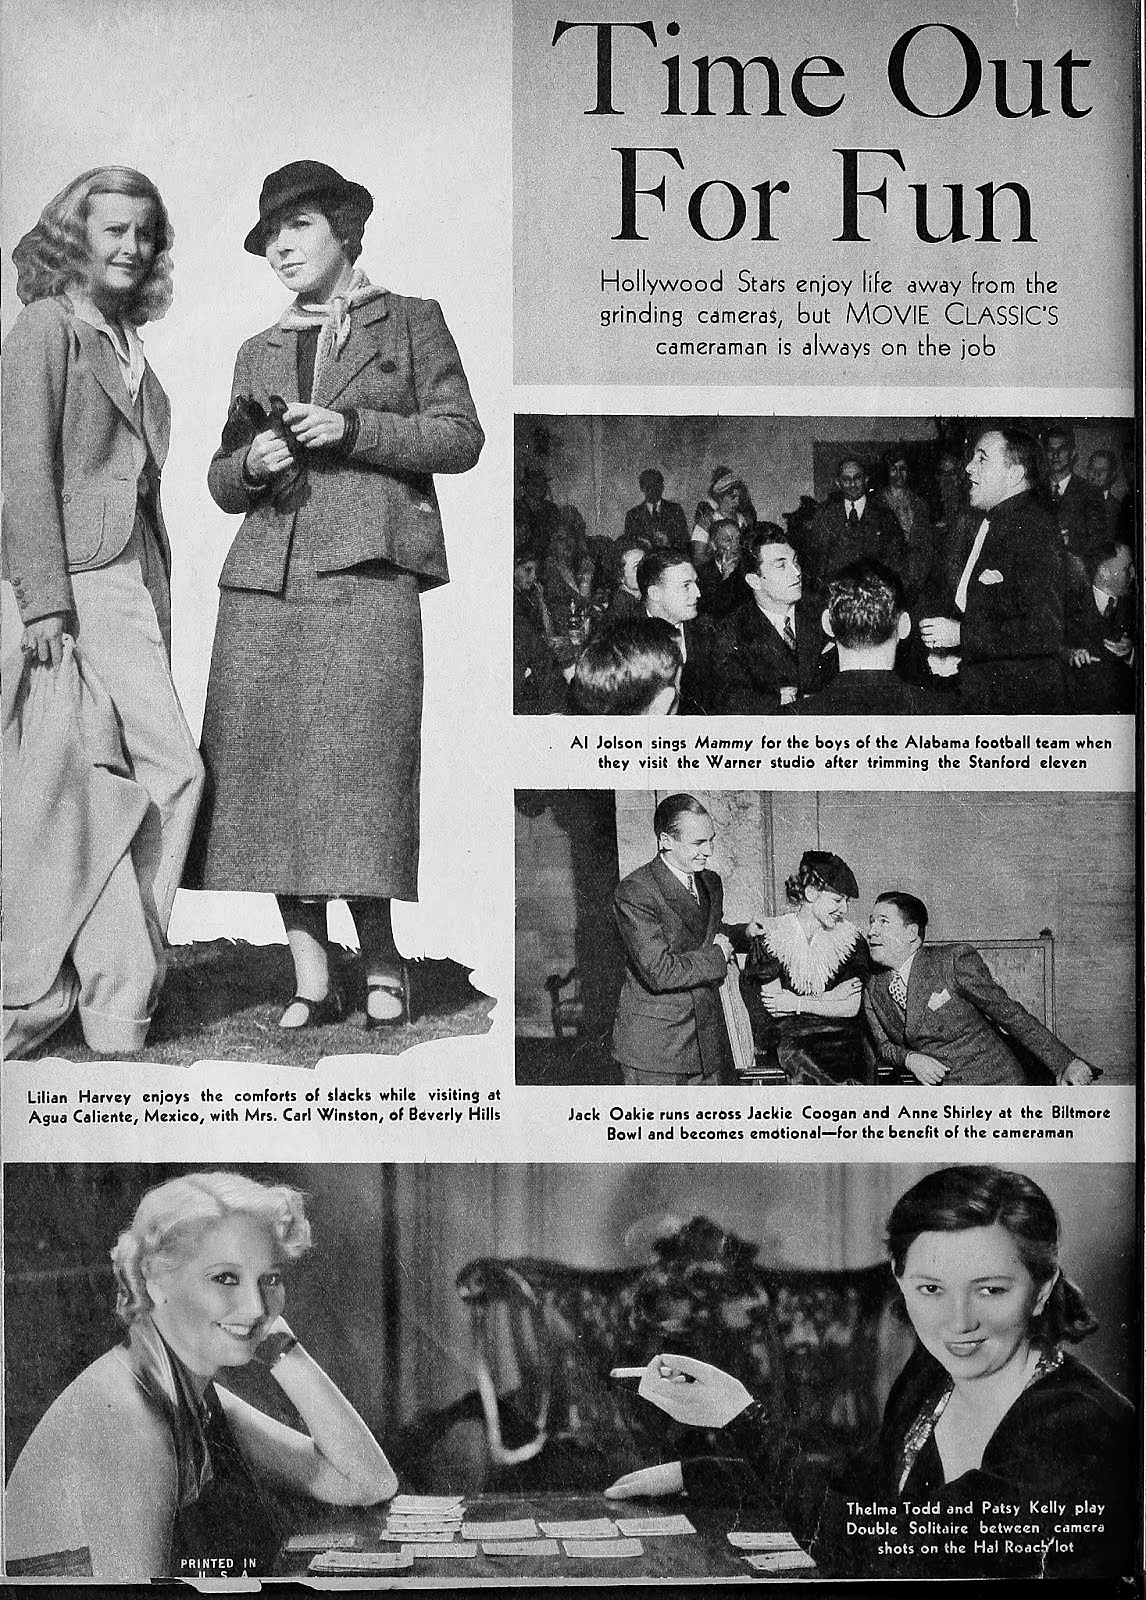 Time Out
For Fun
Hollywood Stars enjoy life away from the
grinding cameras, but MOVIE CLASSIC'S
cameraman is always on the job
Al Jolson sings Mammy for the boys of the Alabama football team when
they visit the Warner studio after trimming the Stanford eleven
Lilian Harvey enjoys the comforts of slacks while visiting at
Agua Caliente, Mexico, with Mrs. Carl Winston, of Beverly Hills
Jack Oakie runs across Jackie Coogan and Anne Shirley at the Biltmore
Bowl and becomes emotional—for the benefit of the cameraman
Thelma Todd and Patsy Kelly play
Double Solitaire between camera
shots on the Hal Roach lot
PRINTED IN
U. S. A.